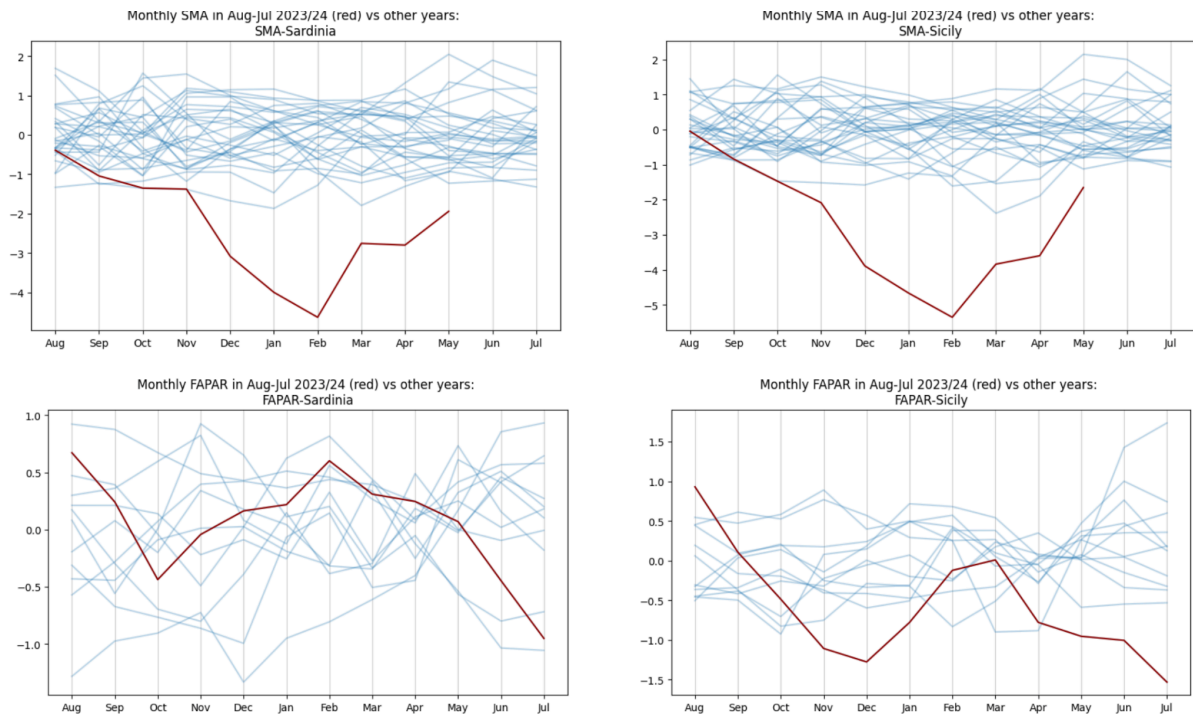 Monthly SMA in Aug-Jul 2023/24 (red) vs other years:
SMA-Sardinia
2
1
0
−1
−2
−3
−4
Aug Sep Oct Nov Dec Jan Feb Mar Apr May Jun Jul
Monthly SMA in Aug-Jul 2023/24 (red) vs other years:
SMA-Sicily
2
1
0
−1
−2
−3
−4
−5
Aug Sep Oct Nov Dec Jan Feb Mar Apr May Jun Jul
Monthly FAPAR in Aug-Jul 2023/24 (red) vs other years:
FAPAR-Sardinia
1.0
0.5
0.0
−0.5
−1.0
Aug Sep Oct Nov Dec Jan Feb Mar Apr May Jun Jul
Monthly FAPAR in Aug-Jul 2023/24 (red) vs other years:
FAPAR-Sicily
1.5
1.0
0.5
0.0
−0.5
−1.0
−1.5
Aug Sep Oct Nov Dec Jan Feb Mar Apr May Jun Jul